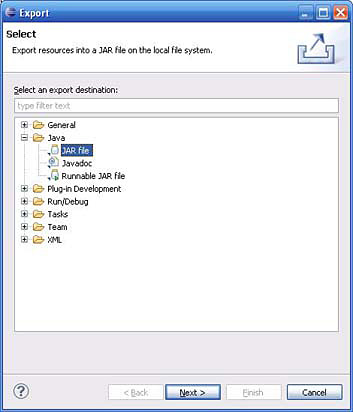 Export
Select
Export resources into a JAR file on the local file system.
Select an export destination:
type filter text
General
Java
JAR file
Javadoc
Runnable JAR file
Plug-in Development
Run/Debug
Tasks
Team
XML
?
< Back Next > Finish Cancel